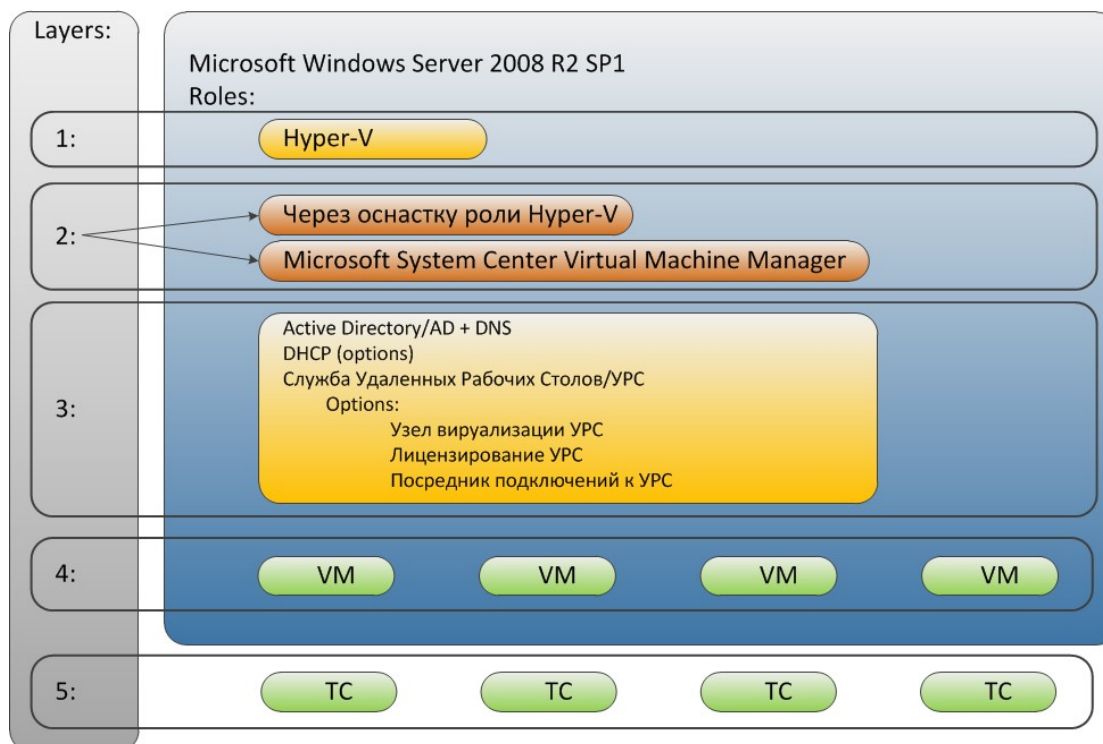 Layers:
Microsoft Windows Server 2008 R2 SP1
Roles:
1:
Hyper-V
2:
Через оснастку роли Hyper-V
Microsoft System Center Virtual Machine Manager
3:
Active Directory/AD + DNS
DHCP (options)
Служба Удаленных Рабочих Столов/УРС
Options:
Узел вируализации УРС
Лицензирование УРС
Посредник подключений к УРС
4:
VM VM VM VM
5:
TC TC TC TC